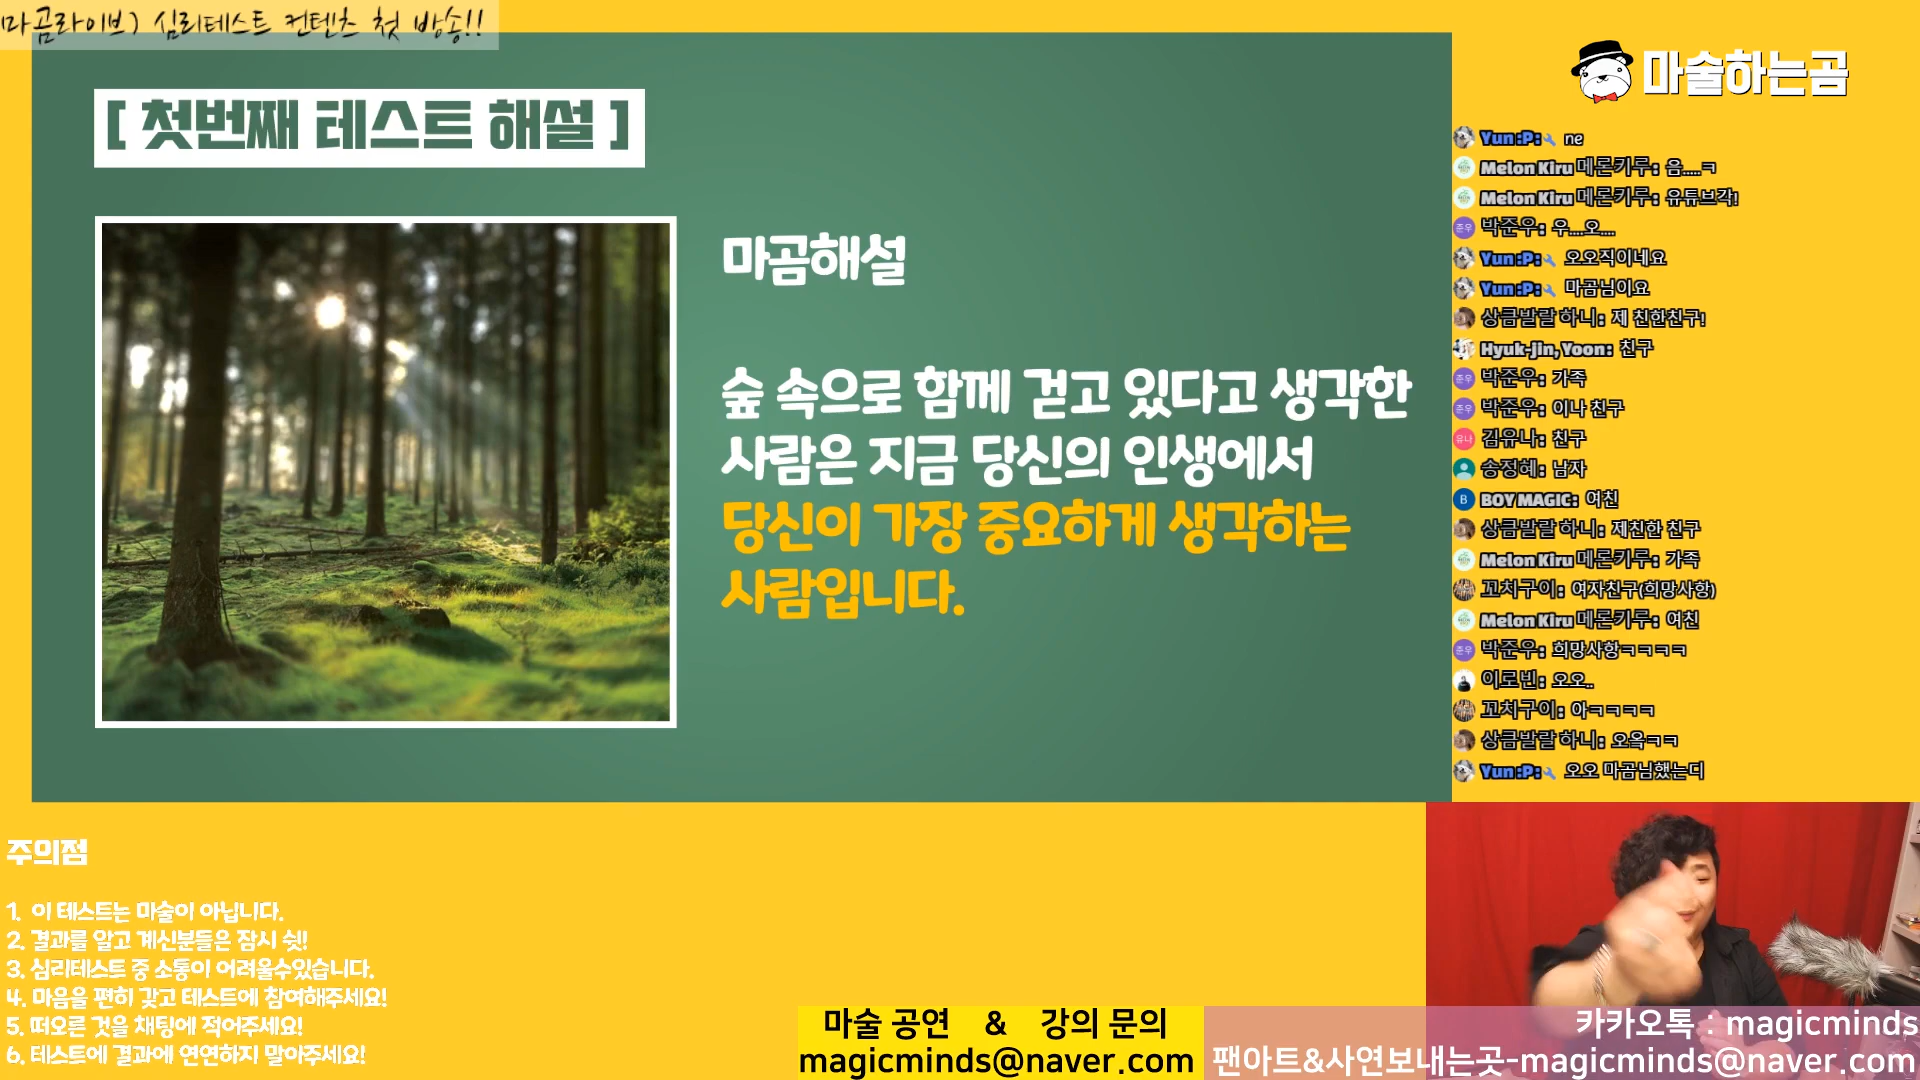 마곰라이브) 심리테스트 컨텐츠 첫 방송!!
[ 첫번째 테스트 해설 ]
마곰해설
숲 속으로 함께 걷고 있다고 생각한
사람은 지금 당신의 인생에서
당신이 가장 중요하게 생각하는
사람입니다.
마술하는곰
Yun :P: ne
Melon Kiru 메론키루: 음.....ㅋ
Melon Kiru 메론키루: 유튜브각!
준우 박준우: 우....오....
Yun :P: 오오직이네요
Yun :P: 마곰님이요
상큼발랄 하니: 제 친한친구!
Hyuk-jin, Yoon: 친구
준우 박준우: 가족
준우 박준우: 이나 친구
유나 김유나: 친구
송정혜: 남자
B BOY MAGIC: 여친
상큼발랄 하니: 제친한 친구
Melon Kiru 메론키루: 가족
꼬치구이: 여자친구(희망사항)
Melon Kiru 메론키루: 여친
준우 박준우: 희망사항ㅋㅋㅋㅋ
이로빈: 오오..
꼬치구이: 아ㅋㅋㅋㅋ
상큼발랄 하니: 오옥ㅋㅋ
Yun :P: 오오 마곰님했는디
주의점
1. 이 테스트는 마술이 아닙니다.
2. 결과를 알고 계신분들은 잠시 쉿!
3. 심리테스트 중 소통이 어려울수있습니다.
4. 마음을 편히 갖고 테스트에 참여해주세요!
5. 떠오른 것을 채팅에 적어주세요!
6. 테스트에 결과에 연연하지 말아주세요!
마술 공연 & 강의 문의
magicminds@naver.com
카카오톡 : magicminds
팬아트&사연보내는곳-magicminds@naver.com